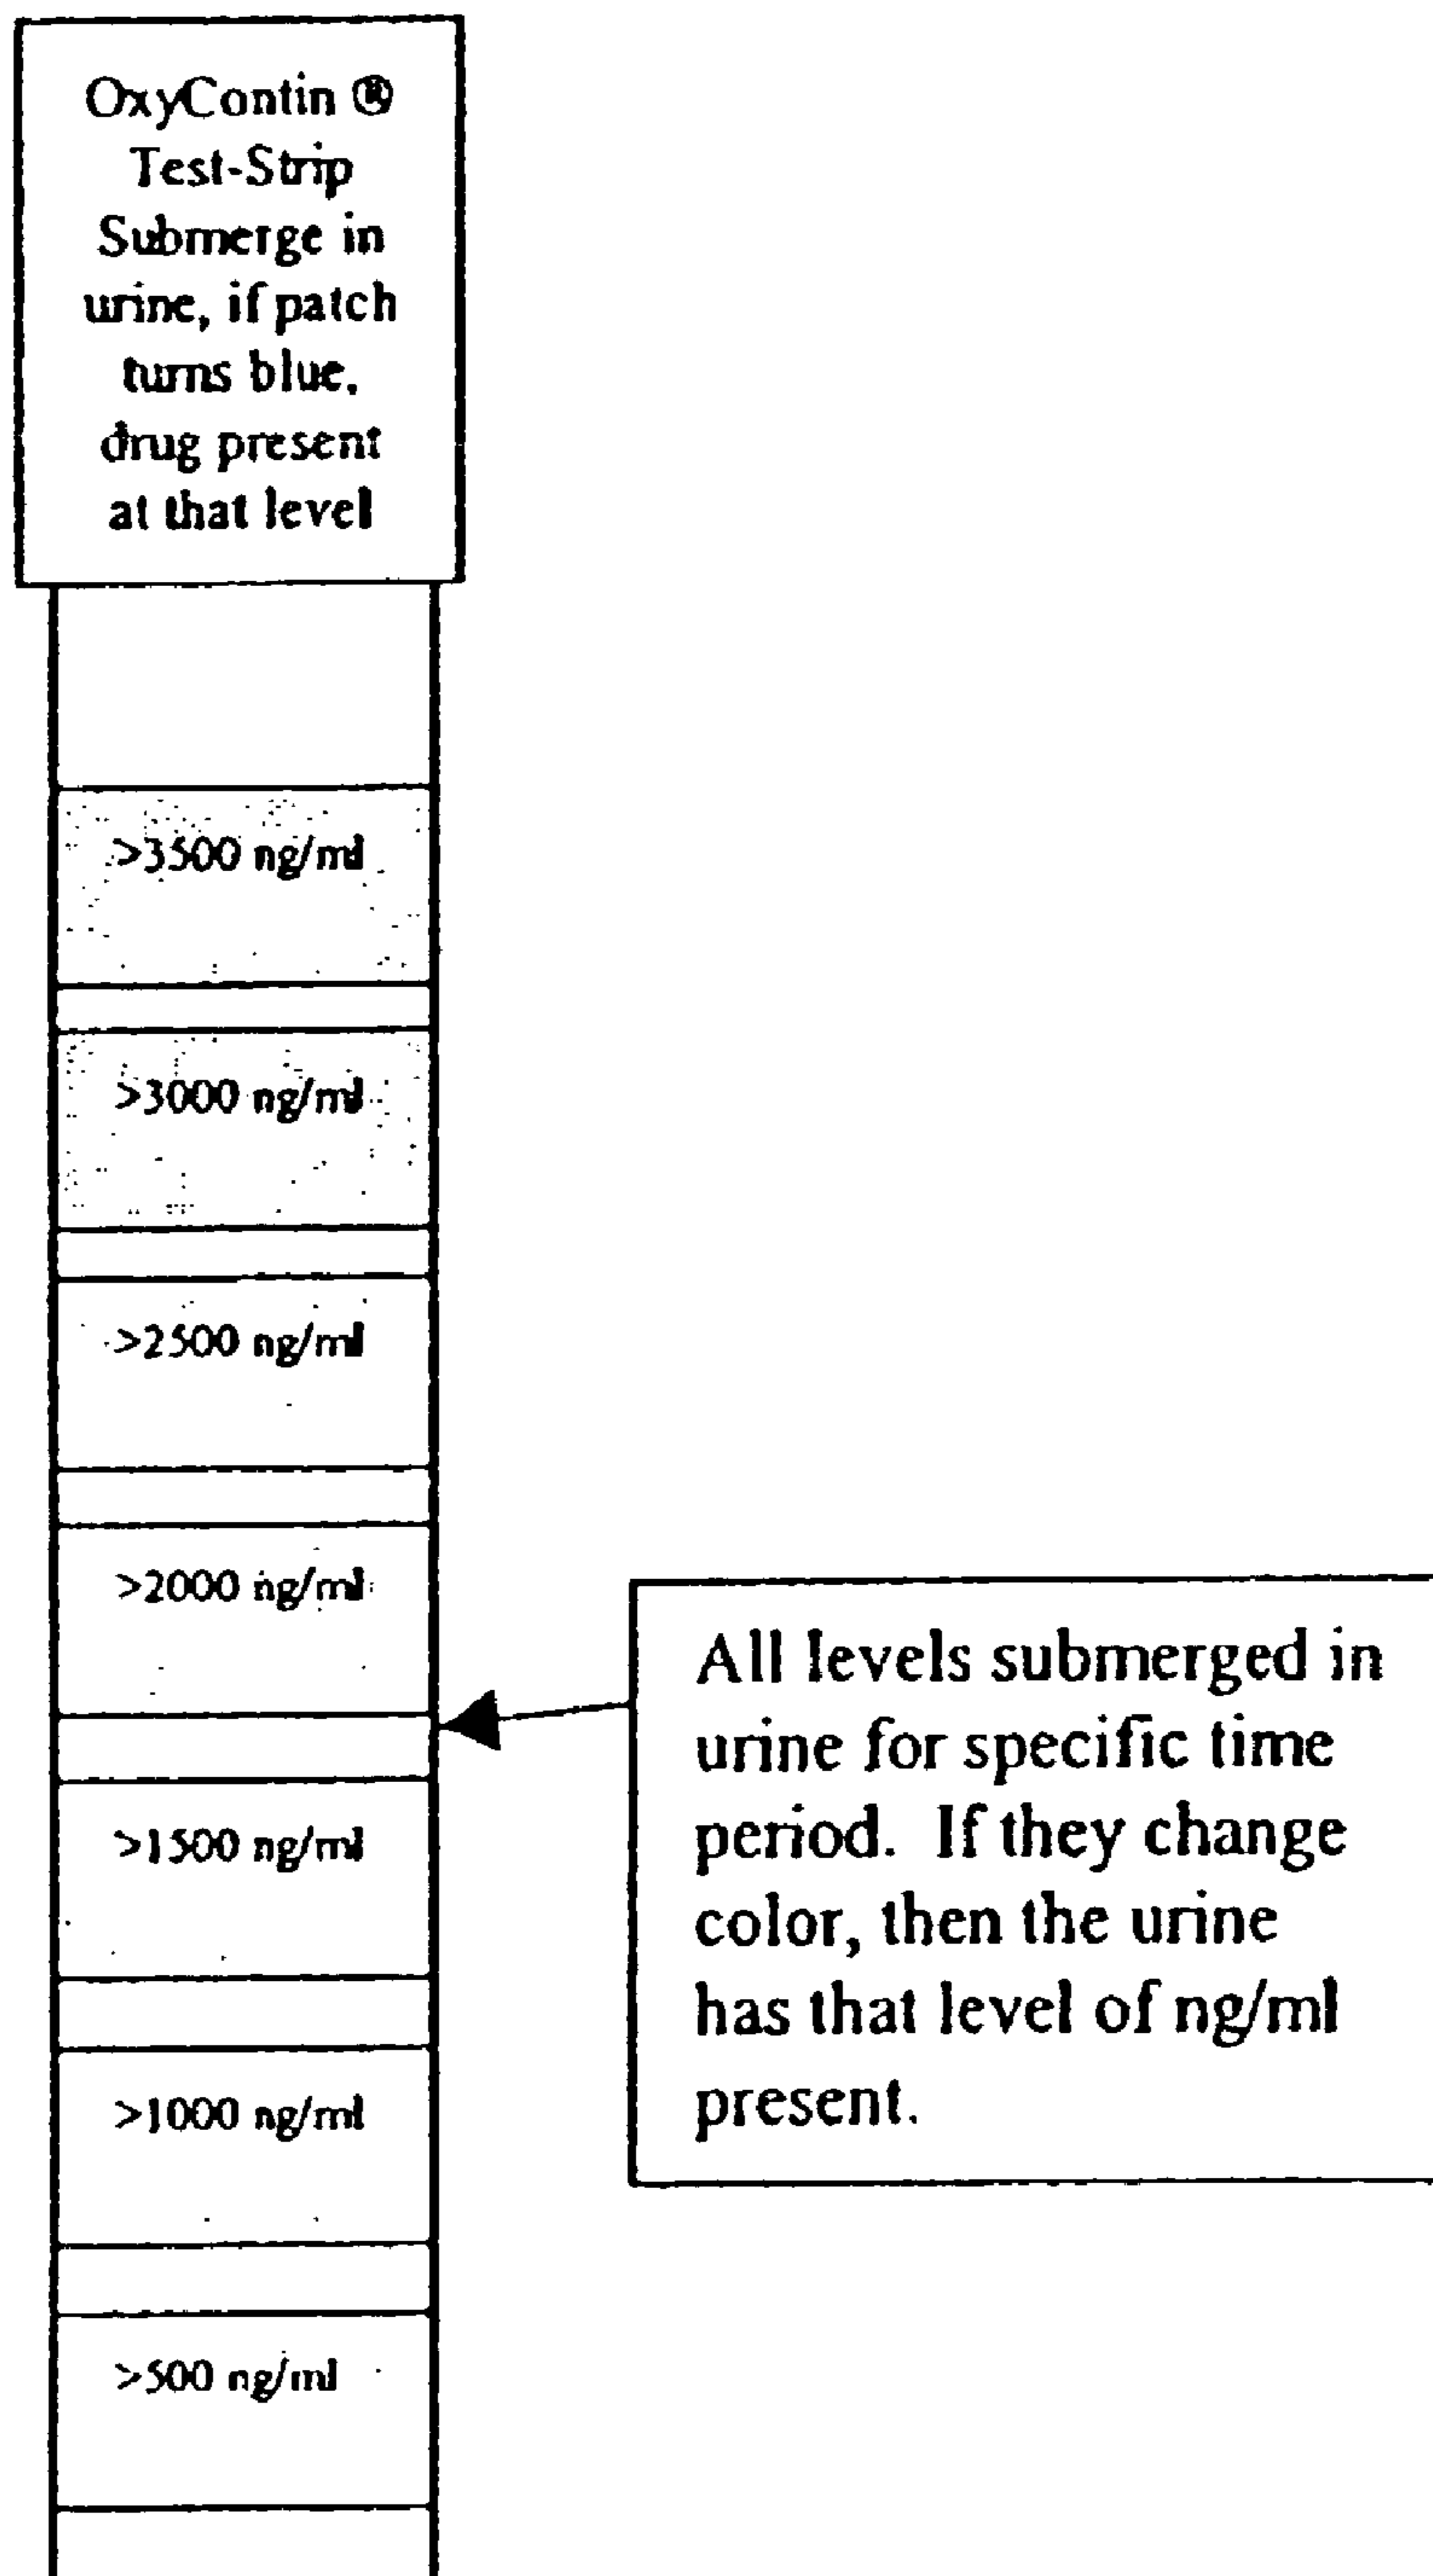 OxyContin ®
Test-Strip
Submerge in
urine, if patch
turns blue,
drug present
at that level
>3500 ng/ml
>3000 ng/ml
>2500 ng/ml
>2000 ng/ml
>1500 ng/ml
>1000 ng/ml
>500 ng/ml
All levels submerged in
urine for specific time
period. If they change
color, then the urine
has that level of ng/ml
present.